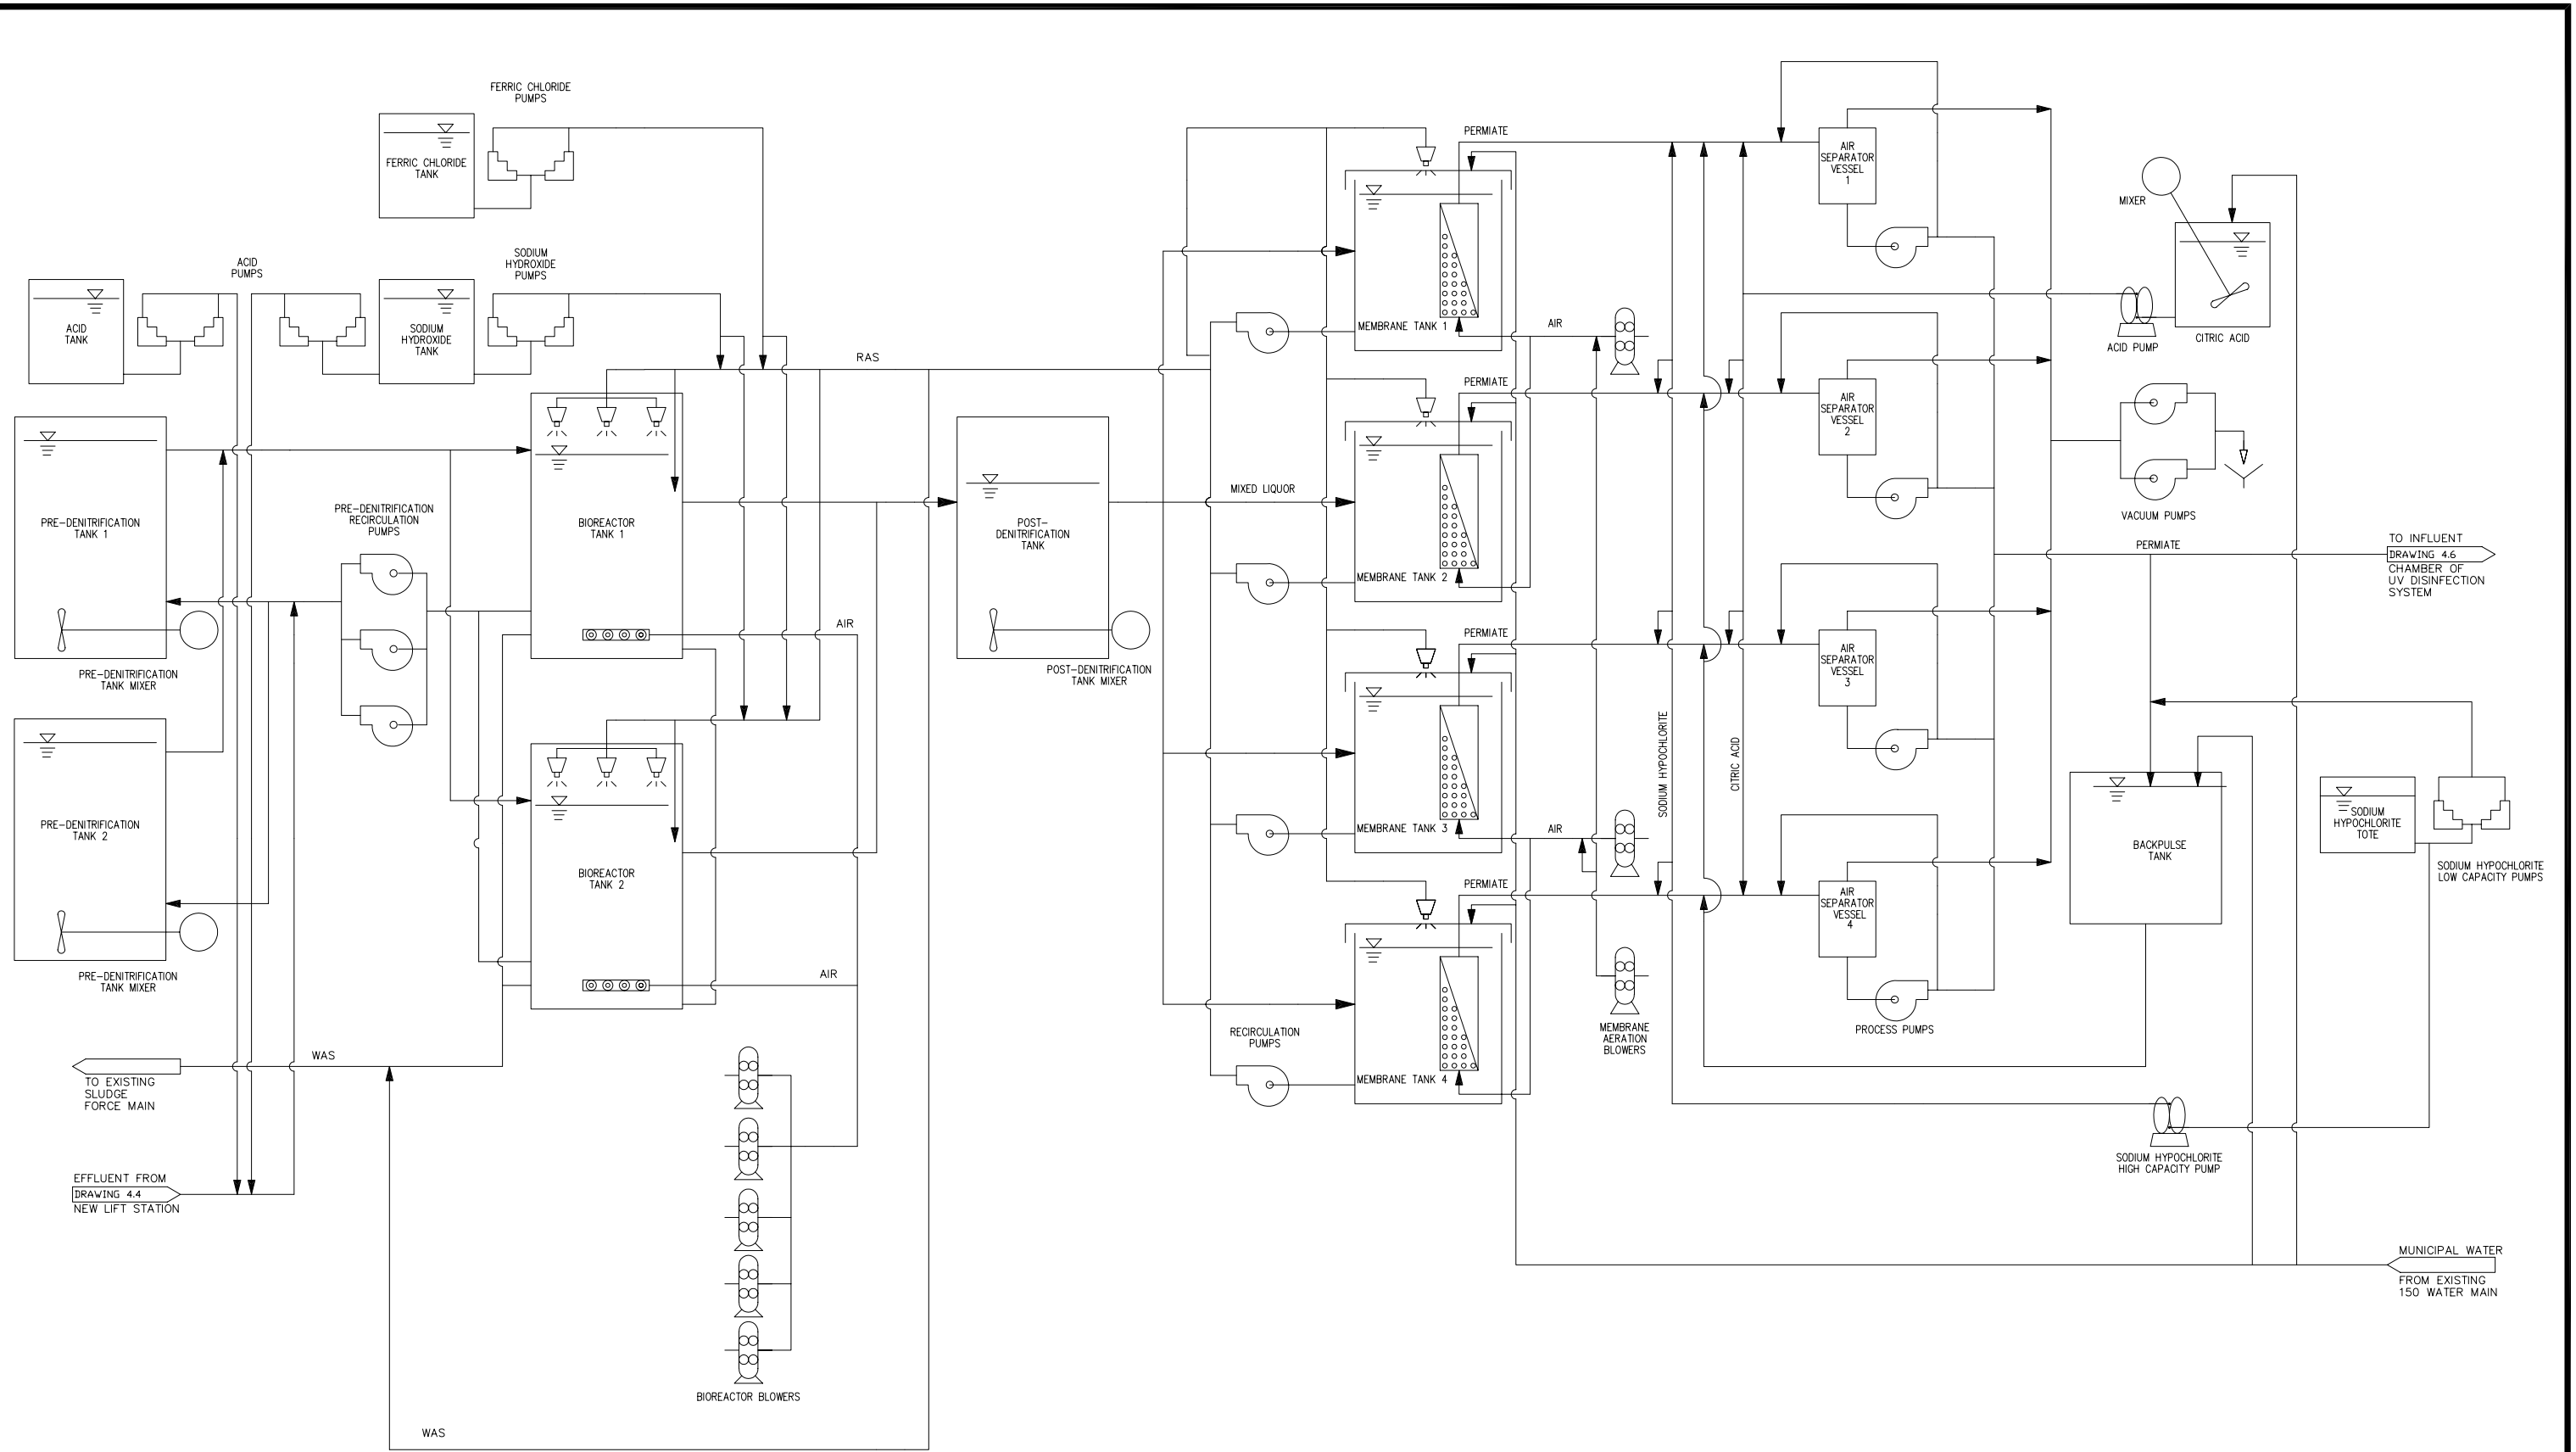 FERRIC CHLORIDE
PUMPS
FERRIC CHLORIDE
TANK
ACID
PUMPS
SODIUM
HYDROXIDE
PUMPS
ACID
TANK
SODIUM
HYDROXIDE
TANK
RAS
PRE-DENITRIFICATION
TANK 1
PRE-DENITRIFICATION
RECIRCULATION
PUMPS
BIOREACTOR
TANK 1
AIR
PRE-DENITRIFICATION
TANK MIXER
PRE-DENITRIFICATION
TANK 2
BIOREACTOR
TANK 2
AIR
PRE-DENITRIFICATION
TANK MIXER
WAS
TO EXISTING
SLUDGE
FORCE MAIN
EFFLUENT FROM
DRAWING 4.4
NEW LIFT STATION
BIOREACTOR BLOWERS
WAS
POST-
DENITRIFICATION
TANK
POST-DENITRIFICATION
TANK MIXER
MIXED LIQUOR
RECIRCULATION
PUMPS
PERMIATE
MEMBRANE TANK 1
AIR
PERMIATE
MEMBRANE TANK 2
PERMIATE
MEMBRANE TANK 3
AIR
PERMIATE
MEMBRANE TANK 4
MEMBRANE
AERATION
BLOWERS
SODIUM HYPOCHLORITE
CITRIC ACID
AIR
SEPARATOR
VESSEL
1
AIR
SEPARATOR
VESSEL
2
AIR
SEPARATOR
VESSEL
3
AIR
SEPARATOR
VESSEL
4
PROCESS PUMPS
MIXER
ACID PUMP
CITRIC ACID
VACUUM PUMPS
PERMIATE
TO INFLUENT
DRAWING 4.6
CHAMBER OF
UV DISINFECTION
SYSTEM
BACKPULSE
TANK
SODIUM
HYPOCHLORITE
TOTE
SODIUM HYPOCHLORITE
LOW CAPACITY PUMPS
SODIUM HYPOCHLORITE
HIGH CAPACITY PUMP
MUNICIPAL WATER
FROM EXISTING
150 WATER MAIN